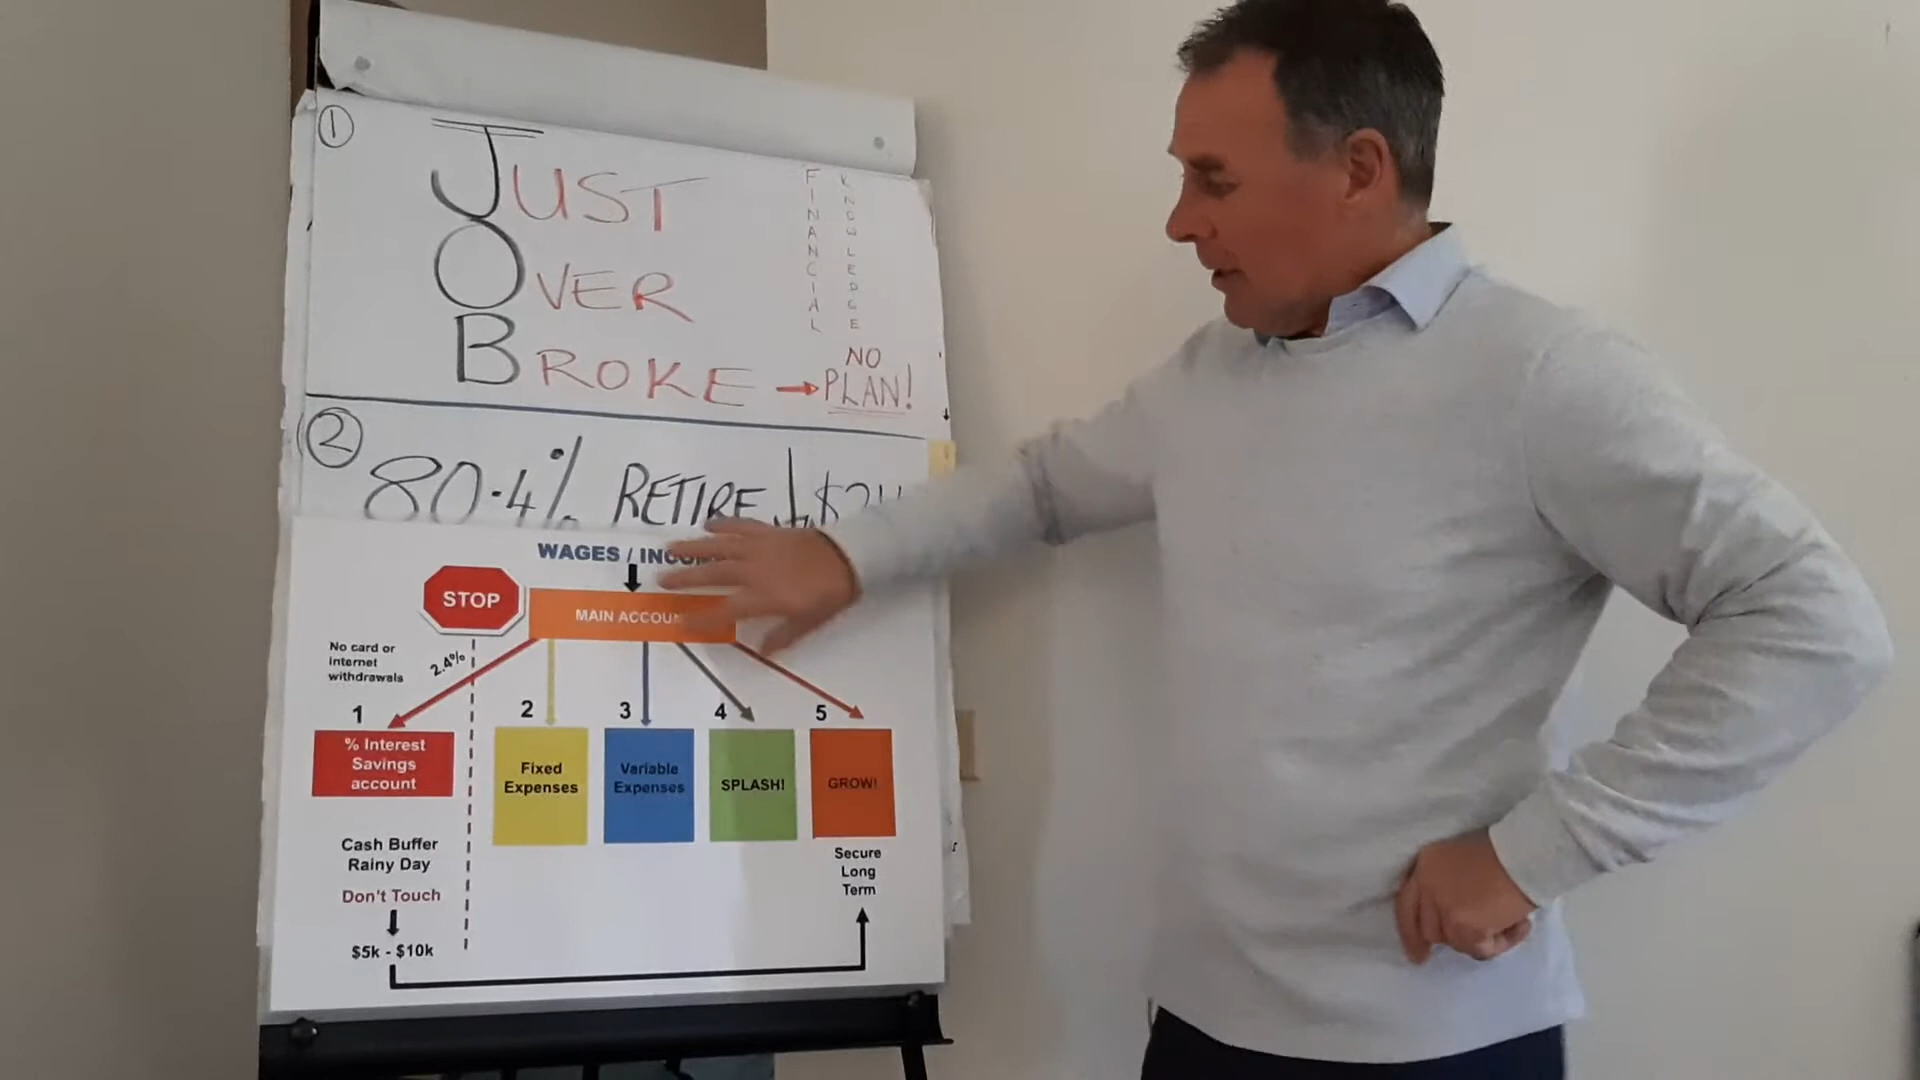 1
JUST
OVER
BROKE → NO PLAN!
FINANCIAL
KNOWLEDGE
2
80.4% RETIRE
WAGES /
STOP
MAIN
No card or
internet
withdrawals
2.4%
1
2
3
4
5
% Interest
Savings
account
Fixed
Expenses
Variable
Expenses
SPLASH!
GROW!
Cash Buffer
Rainy Day
Don't Touch
$5k - $10k
Secure
Long
Term